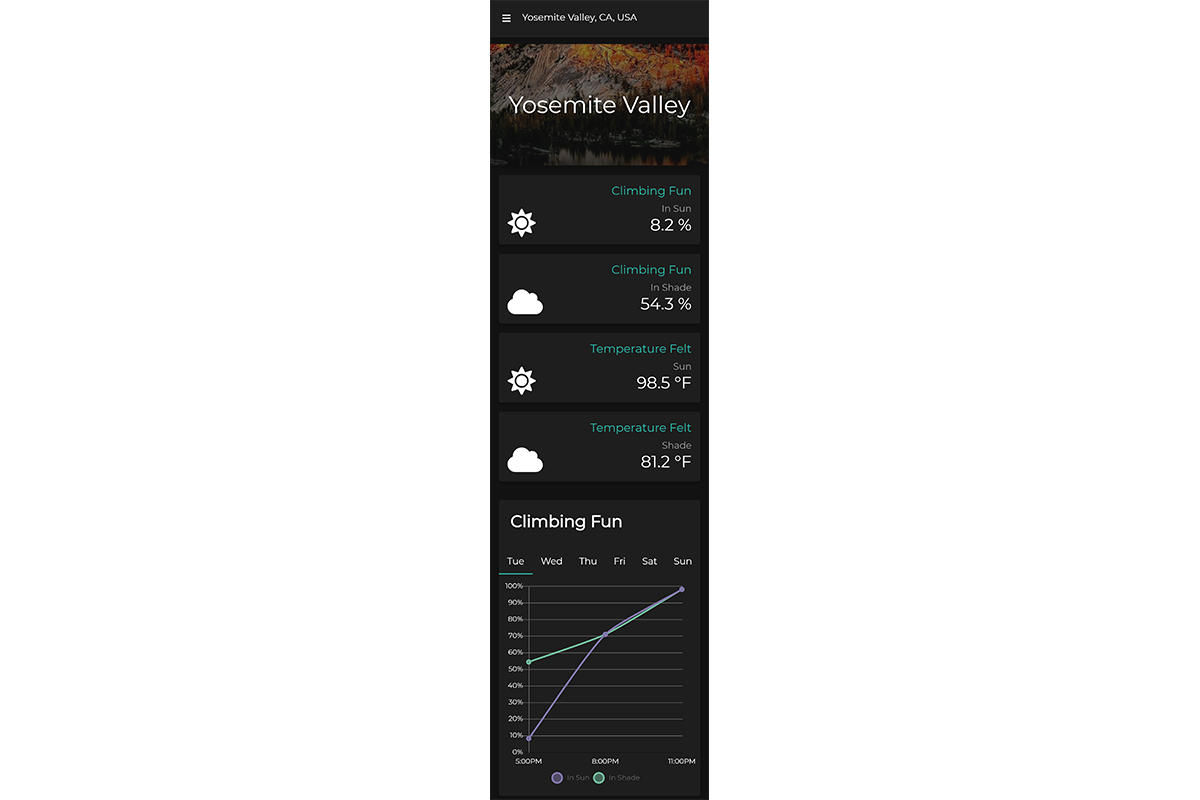 Yosemite Valley, CA, USA
Yosemite Valley
Climbing Fun
In Sun
8.2 %
Climbing Fun
In Shade
54.3 %
Temperature Felt
Sun
98.5 °F
Temperature Felt
Shade
81.2 °F
Climbing Fun
Tue Wed Thu Fri Sat Sun
100%
90%
80%
70%
60%
50%
40%
30%
20%
10%
0%
5:00PM 8:00PM 11:00PM
In Sun In Shade